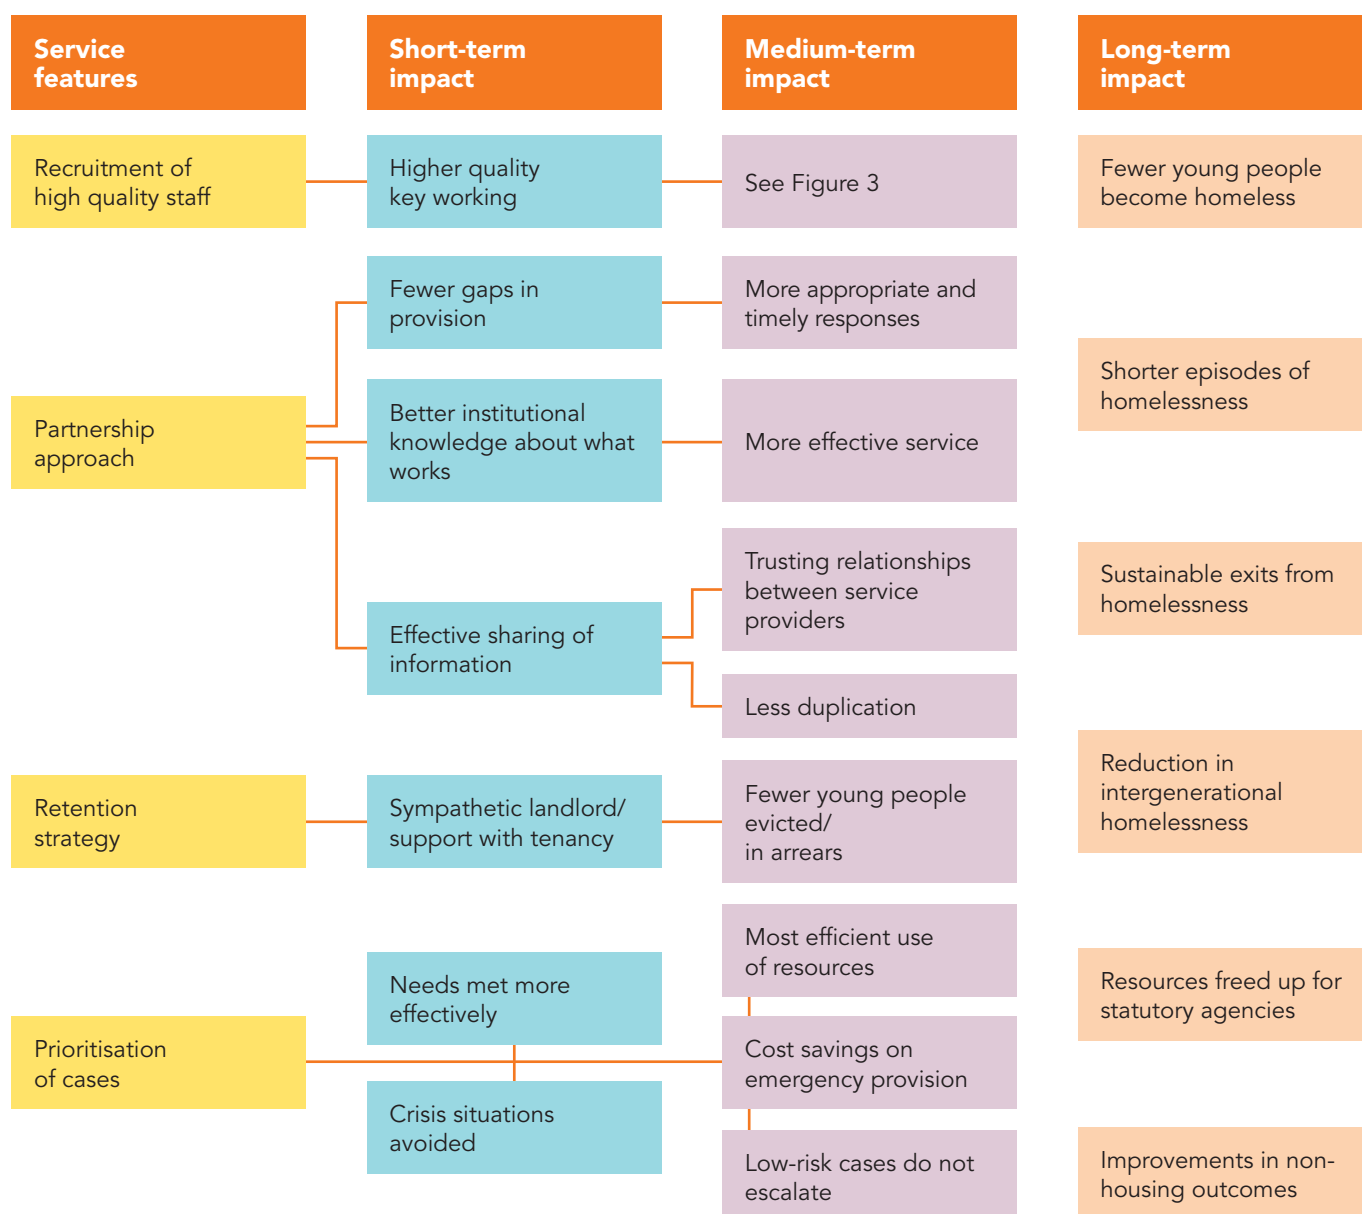 Service
features
Short-term
impact
Medium-term
impact
Long-term
impact
Recruitment of
high quality staff
Higher quality
key working
See Figure 3
Fewer young people
become homeless
Partnership
approach
Fewer gaps in
provision
More appropriate and
timely responses
Better institutional
knowledge about what
works
More effective service
Shorter episodes of
homelessness
Effective sharing of
information
Trusting relationships
between service
providers
Less duplication
Sustainable exits from
homelessness
Retention
strategy
Sympathetic landlord/
support with tenancy
Fewer young people
evicted/
in arrears
Reduction in
intergenerational
homelessness
Prioritisation
of cases
Needs met more
effectively
Crisis situations
avoided
Most efficient use
of resources
Cost savings on
emergency provision
Low-risk cases do not
escalate
Resources freed up for
statutory agencies
Improvements in non-
housing outcomes